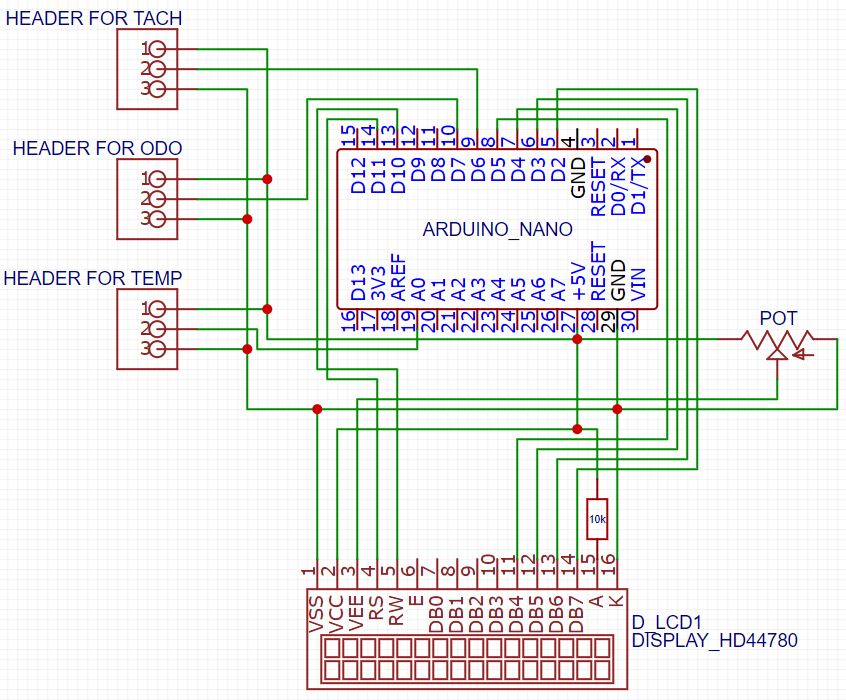 HEADER FOR TACH
1
2
3
HEADER FOR ODO
1
2
3
HEADER FOR TEMP
1
2
3
15 14 13 12 11 10 9 8 7 6 5 4 3 2 1
D12 D11 D10 D9 D8 D7 D6 D5 D4 D3 D2 GND RESET D0/RX D1/TX
ARDUINO_NANO
D13 3V3 AREF A0 A1 A2 A3 A4 A5 A6 A7 +5V RESET GND VIN
16 17 18 19 20 21 22 23 24 25 26 27 28 29 30
POT
10k
1 2 3 4 5 6 7 8 9 10 11 12 13 14 15 16
VSS VCC VEE RS RW E DB0 DB1 DB2 DB3 DB4 DB5 DB6 DB7 A K
D_LCD1
DISPLAY_HD44780